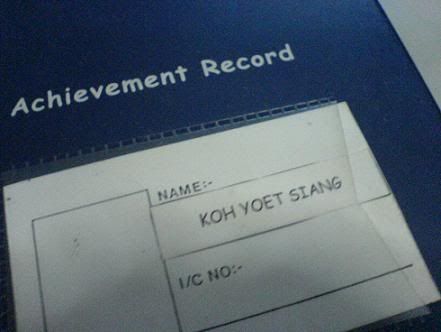 Achievement Record
NAME:-
KOH YOET SIANG
I/C NO:-